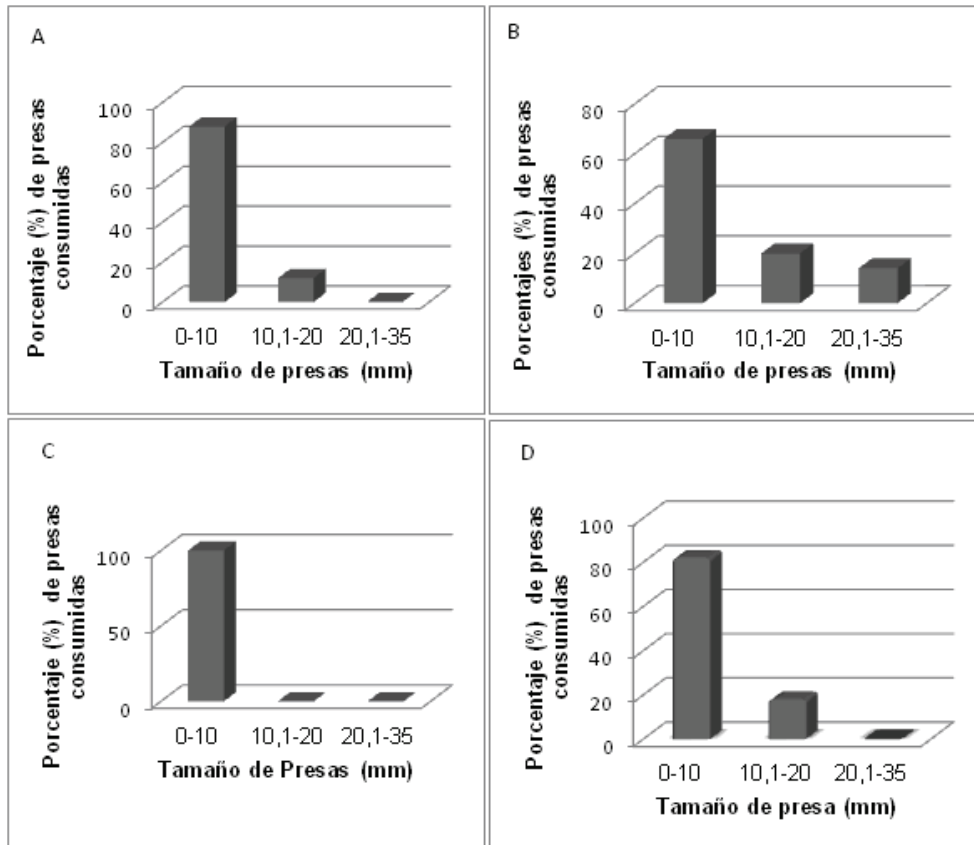 A
Porcentaje (%) de presas
consumidas
100
80
60
40
20
0
0-10 10,1-20 20,1-35
Tamaño de presas (mm)
B
Porcentajes (%) de presas
consumidas
80
60
40
20
0
0-10 10,1-20 20,1-35
Tamaño de presas (mm)
C
Porcentaje (%) de presas
consumidas
100
50
0
0-10 10,1-20 20,1-35
Tamaño de Presas (mm)
D
Porcentaje (%) de presas
consumidas
100
80
60
40
20
0
0-10 10,1-20 20,1-35
Tamaño de presa (mm)